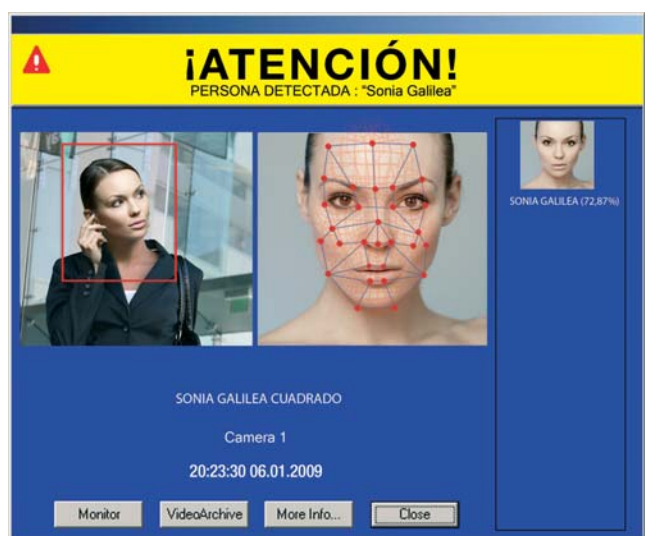 ¡ATENCIÓN!
PERSONA DETECTADA : "Sonia Galilea"
SONIA GALILEA (72,87%)
SONIA GALILEA CUADRADO
Camera 1
20:23:30 06.01.2009
Monitor
VideoArchive
More Info...
Close